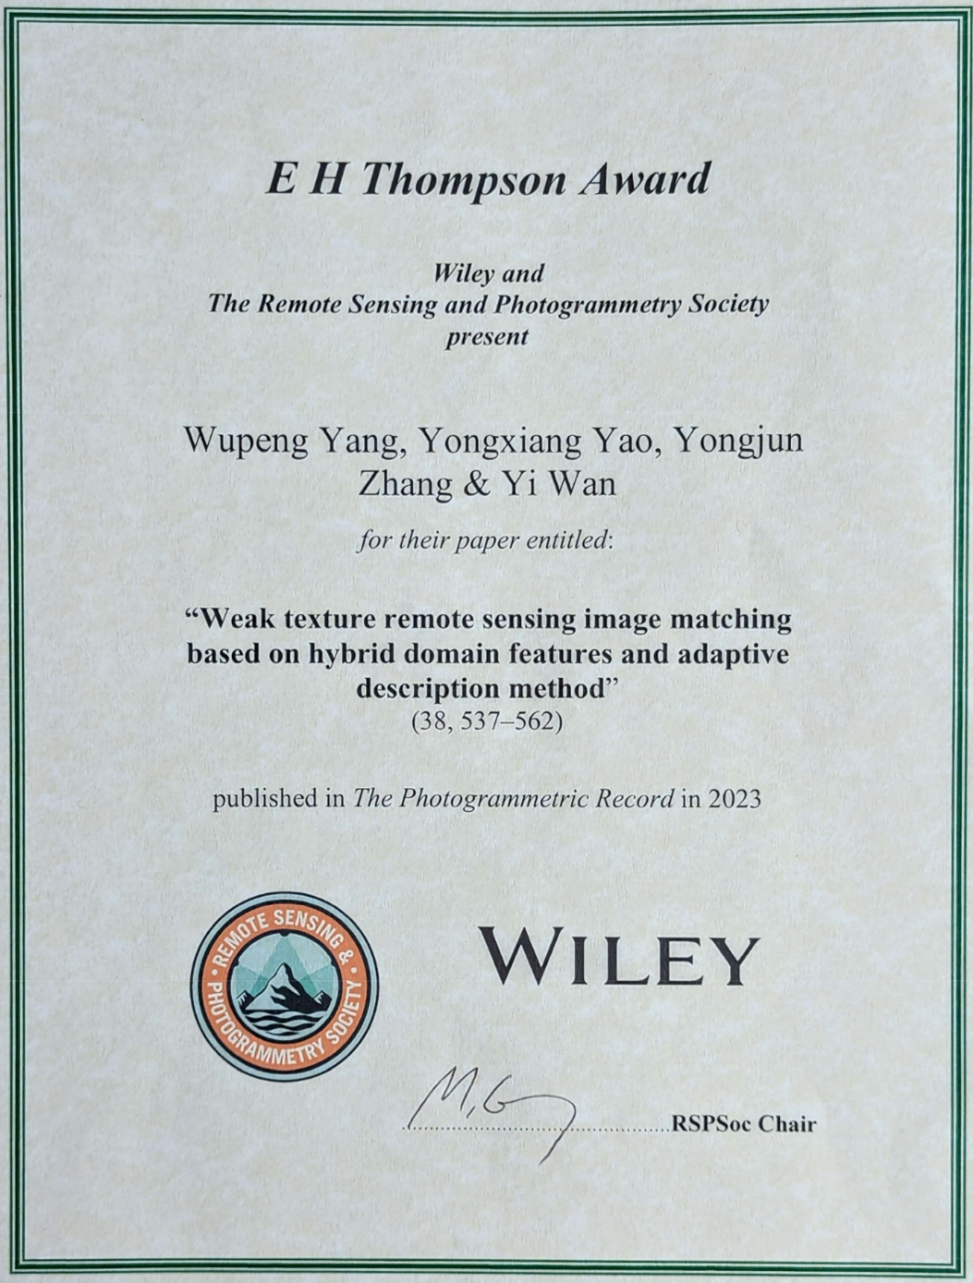 E H Thompson Award
Wiley and
The Remote Sensing and Photogrammetry Society
present
Wupeng Yang, Yongxiang Yao, Yongjun
Zhang & Yi Wan
for their paper entitled:
“Weak texture remote sensing image matching
based on hybrid domain features and adaptive
description method”
(38, 537–562)
published in The Photogrammetric Record in 2023
REMOTE SENSING &
PHOTOGRAMMETRY SOCIETY
WILEY
RSPSoc Chair